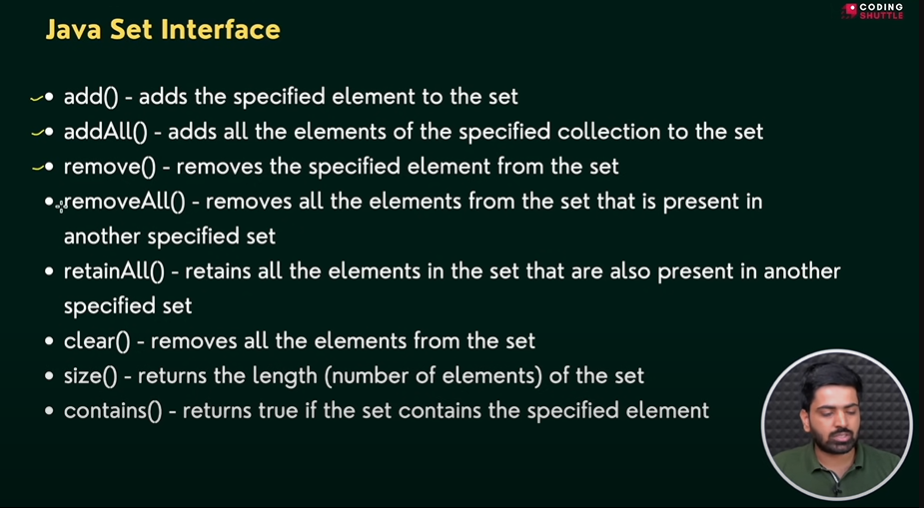 Java Set Interface
CODING
SHUTTLE
• add() - adds the specified element to the set
• addAll() - adds all the elements of the specified collection to the set
• remove() - removes the specified element from the set
• removeAll() - removes all the elements from the set that is present in
another specified set
• retainAll() - retains all the elements in the set that are also present in another
specified set
• clear() - removes all the elements from the set
• size() - returns the length (number of elements) of the set
• contains() - returns true if the set contains the specified element